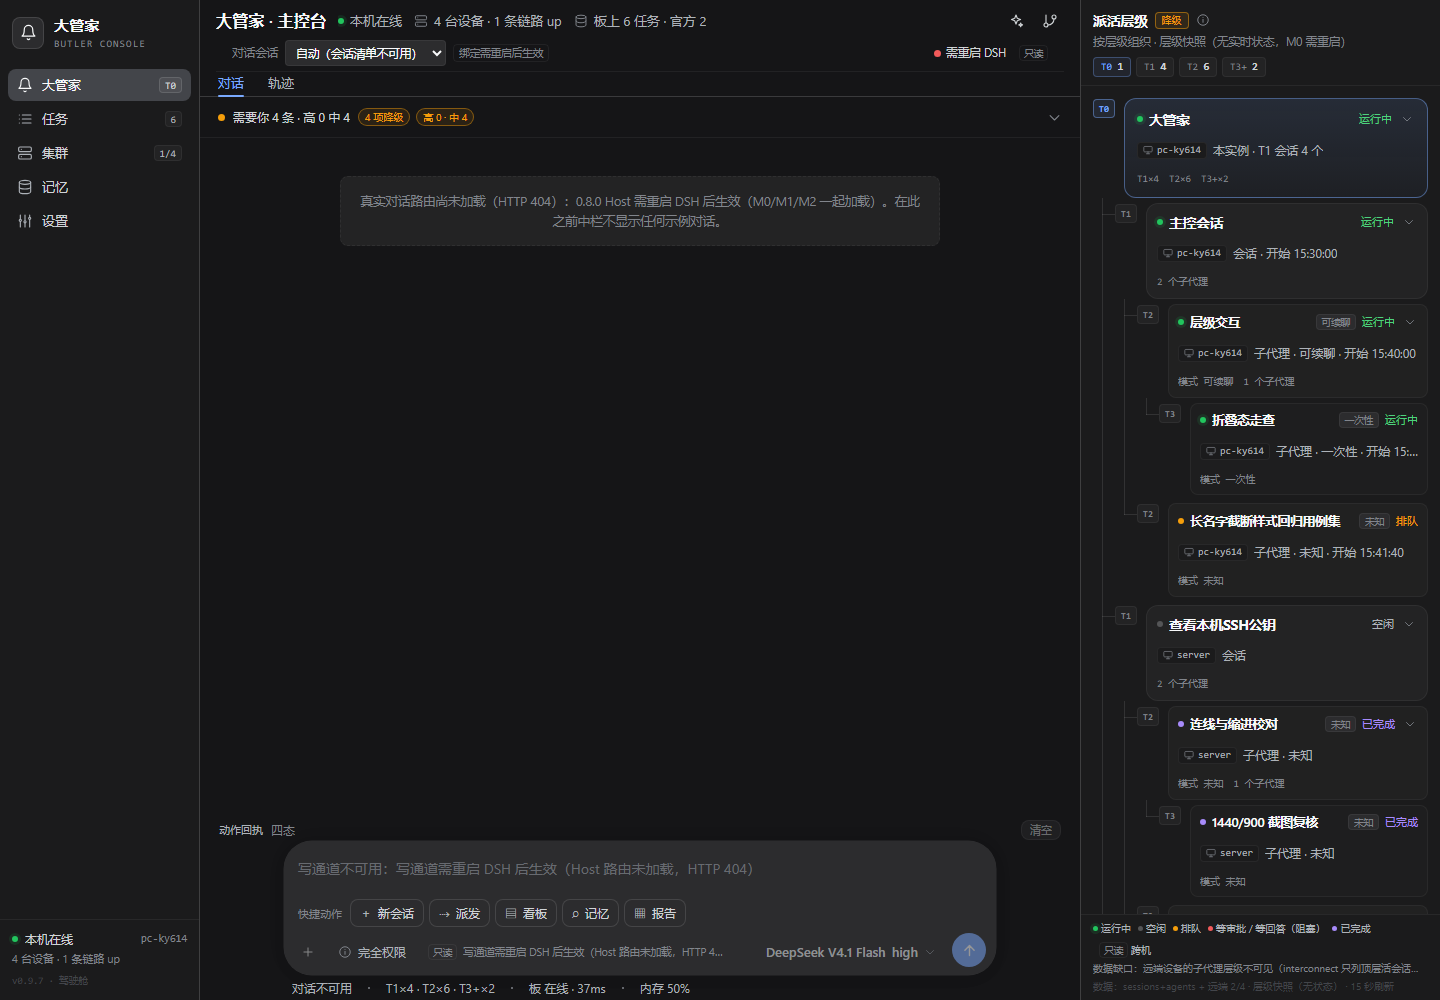 大管家
BUTLER CONSOLE
大管家 T0
任务 6
集群 1/4
记忆
设置
本机在线 pc-ky614
4 台设备 · 1 条链路 up
v0.9.7 · 驾驶舱
大管家 · 主控台 本机在线 4 台设备 · 1 条链路 up 板上 6 任务 · 官方 2
对话会话 自动（会话清单不可用） 绑定需重启后生效 需重启 DSH 只读
对话 轨迹
需要你 4 条 · 高 0 中 4 4 项降级 高 0 · 中 4
真实对话路由尚未加载（HTTP 404）：0.8.0 Host 需重启 DSH 后生效（M0/M1/M2 一起加载）。在此
之前中栏不显示任何示例对话。
动作回执 四态 清空
写通道不可用：写通道需重启 DSH 后生效（Host 路由未加载，HTTP 404）
快捷动作 + 新会话 派发 看板 记忆 报告
+ 完全权限 只读 写通道需重启 DSH 后生效（Host 路由未加载，HTTP 4... DeepSeek V4.1 Flash high
对话不可用 · T1×4 · T2×6 · T3+×2 · 板 在线 · 37ms · 内存 50%
派活层级 降级
按层级组织 · 层级快照（无实时状态，M0 需重启）
T0 1 T1 4 T2 6 T3+ 2
T0 大管家 运行中
pc-ky614 本实例 · T1 会话 4 个
T1×4 T2×6 T3+×2
T1 主控会话 运行中
pc-ky614 会话 · 开始 15:30:00
2 个子代理
T2 层级交互 可续聊 运行中
pc-ky614 子代理 · 可续聊 · 开始 15:40:00
模式 可续聊 1 个子代理
T3 折叠态走查 一次性 运行中
pc-ky614 子代理 · 一次性 · 开始 15:...
模式 一次性
T2 长名字截断样式回归用例集 未知 排队
pc-ky614 子代理 · 未知 · 开始 15:41:40
模式 未知
T1 查看本机SSH公钥 空闲
server 会话
2 个子代理
T2 连线与缩进校对 未知 已完成
server 子代理 · 未知
模式 未知 1 个子代理
T3 1440/900 截图复核 未知 已完成
server 子代理 · 未知
模式 未知
运行中 空闲 排队 等审批 / 等回答（阻塞） 已完成
只读 跨机
数据缺口：远端设备的子代理层级不可见（interconnect 只列顶层活会话...
数据：sessions+agents + 远端 2/4 · 层级快照（无状态） · 15 秒刷新